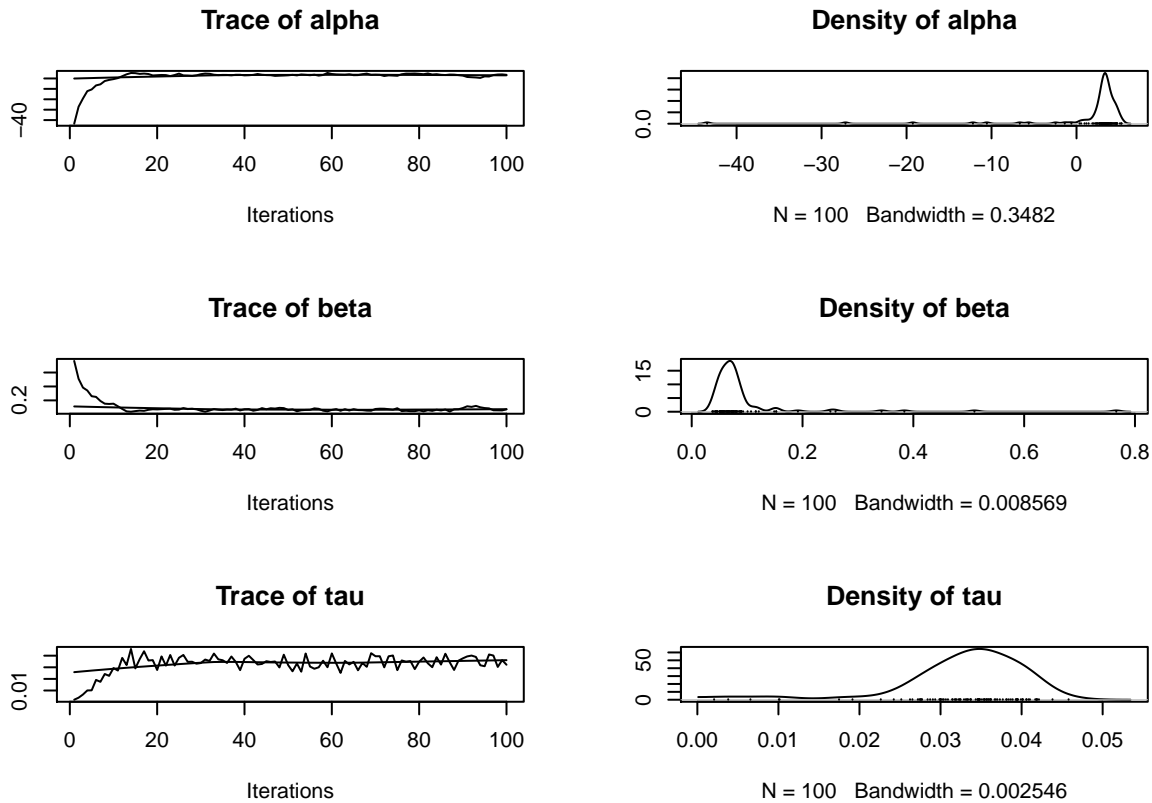 Trace of alpha
−40
0 20 40 60 80 100
Iterations
Density of alpha
0.0
−40 −30 −20 −10 0
N = 100 Bandwidth = 0.3482
Trace of beta
0.2
0 20 40 60 80 100
Iterations
Density of beta
0 15
0.0 0.2 0.4 0.6 0.8
N = 100 Bandwidth = 0.008569
Trace of tau
0.01
0 20 40 60 80 100
Iterations
Density of tau
0 50
0.00 0.01 0.02 0.03 0.04 0.05
N = 100 Bandwidth = 0.002546